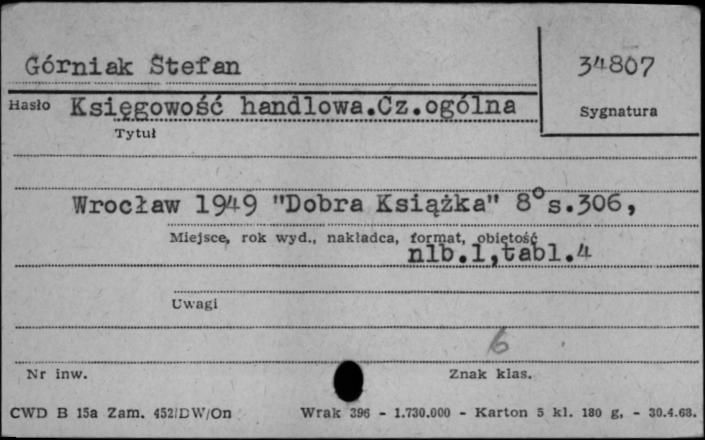 Górniak Stefan
34807
Hasło Księgowość handlowa.Cz.ogólna
Sygnatura
Tytuł
Wrocław 1949 "Dobra Książka" 8° s.306,
Miejsce, rok wyd., nakładca, format, objętość
nlb.1,tabl.4
Uwagi
6
Nr inw.
Znak klas.
CWD B 15a Zam. 452/DW/On Wrak 396 - 1.730.000 - Karton 5 kl. 180 g, - 30.4.68.